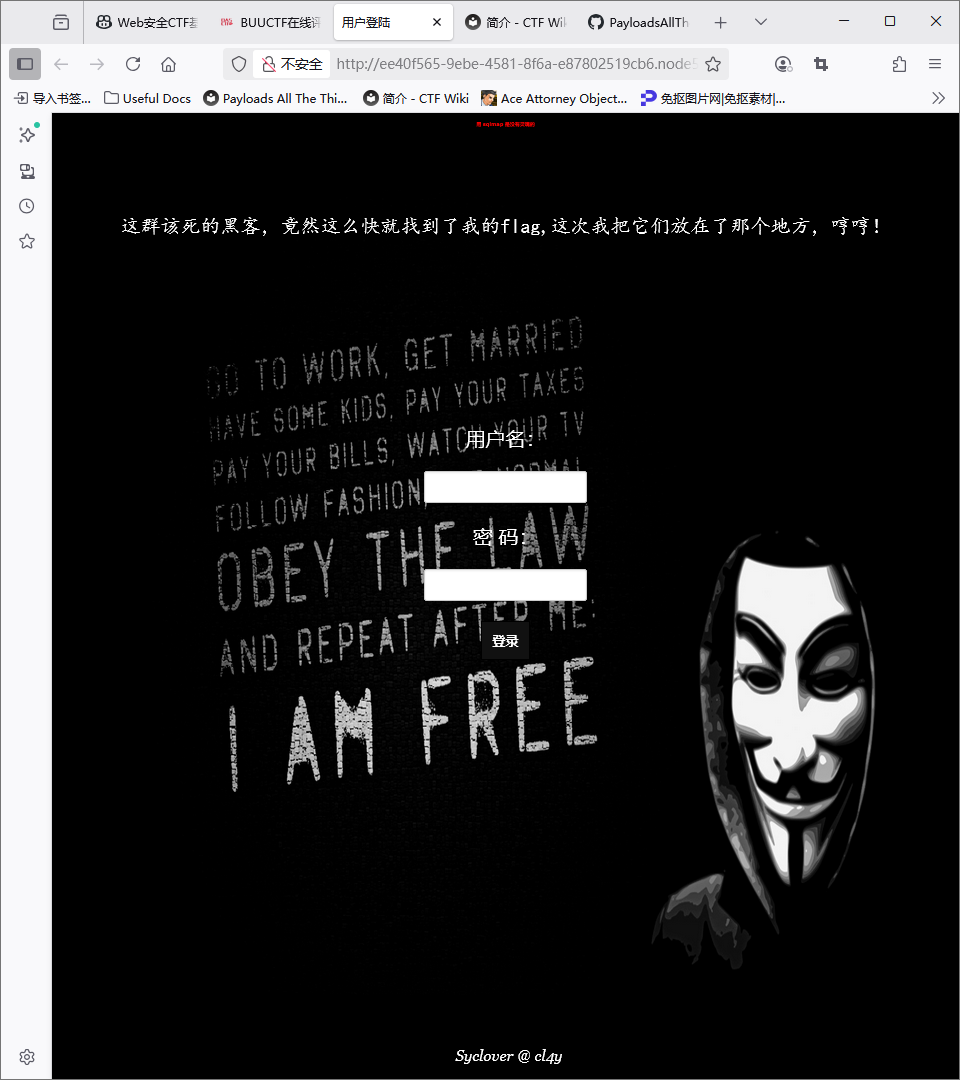 Web安全CTF基
BUUCTF在线评
用户登陆
简介 - CTF Wik
PayloadsAllTh
不安全
http://ee40f565-9ebe-4581-8f6a-e87802519cb6.node5
导入书签...
Useful Docs
Payloads All The Thi...
简介 - CTF Wiki
Ace Attorney Object...
免抠图片网|免抠素材|...
这群该死的黑客，竟然这么快就找到了我的flag,这次我把它们放在了那个地方，哼哼！
GO TO WORK, GET MARRIED
HAVE SOME KIDS, PAY YOUR TAXES
PAY YOUR BILLS, WATCH YOUR TV
用户名：
FOLLOW FASHION, NORMAL
OBEY THE LAW
密 码：
AND REPEAT AFTER ME:
登录
I AM FREE
Syclover @ cl4y